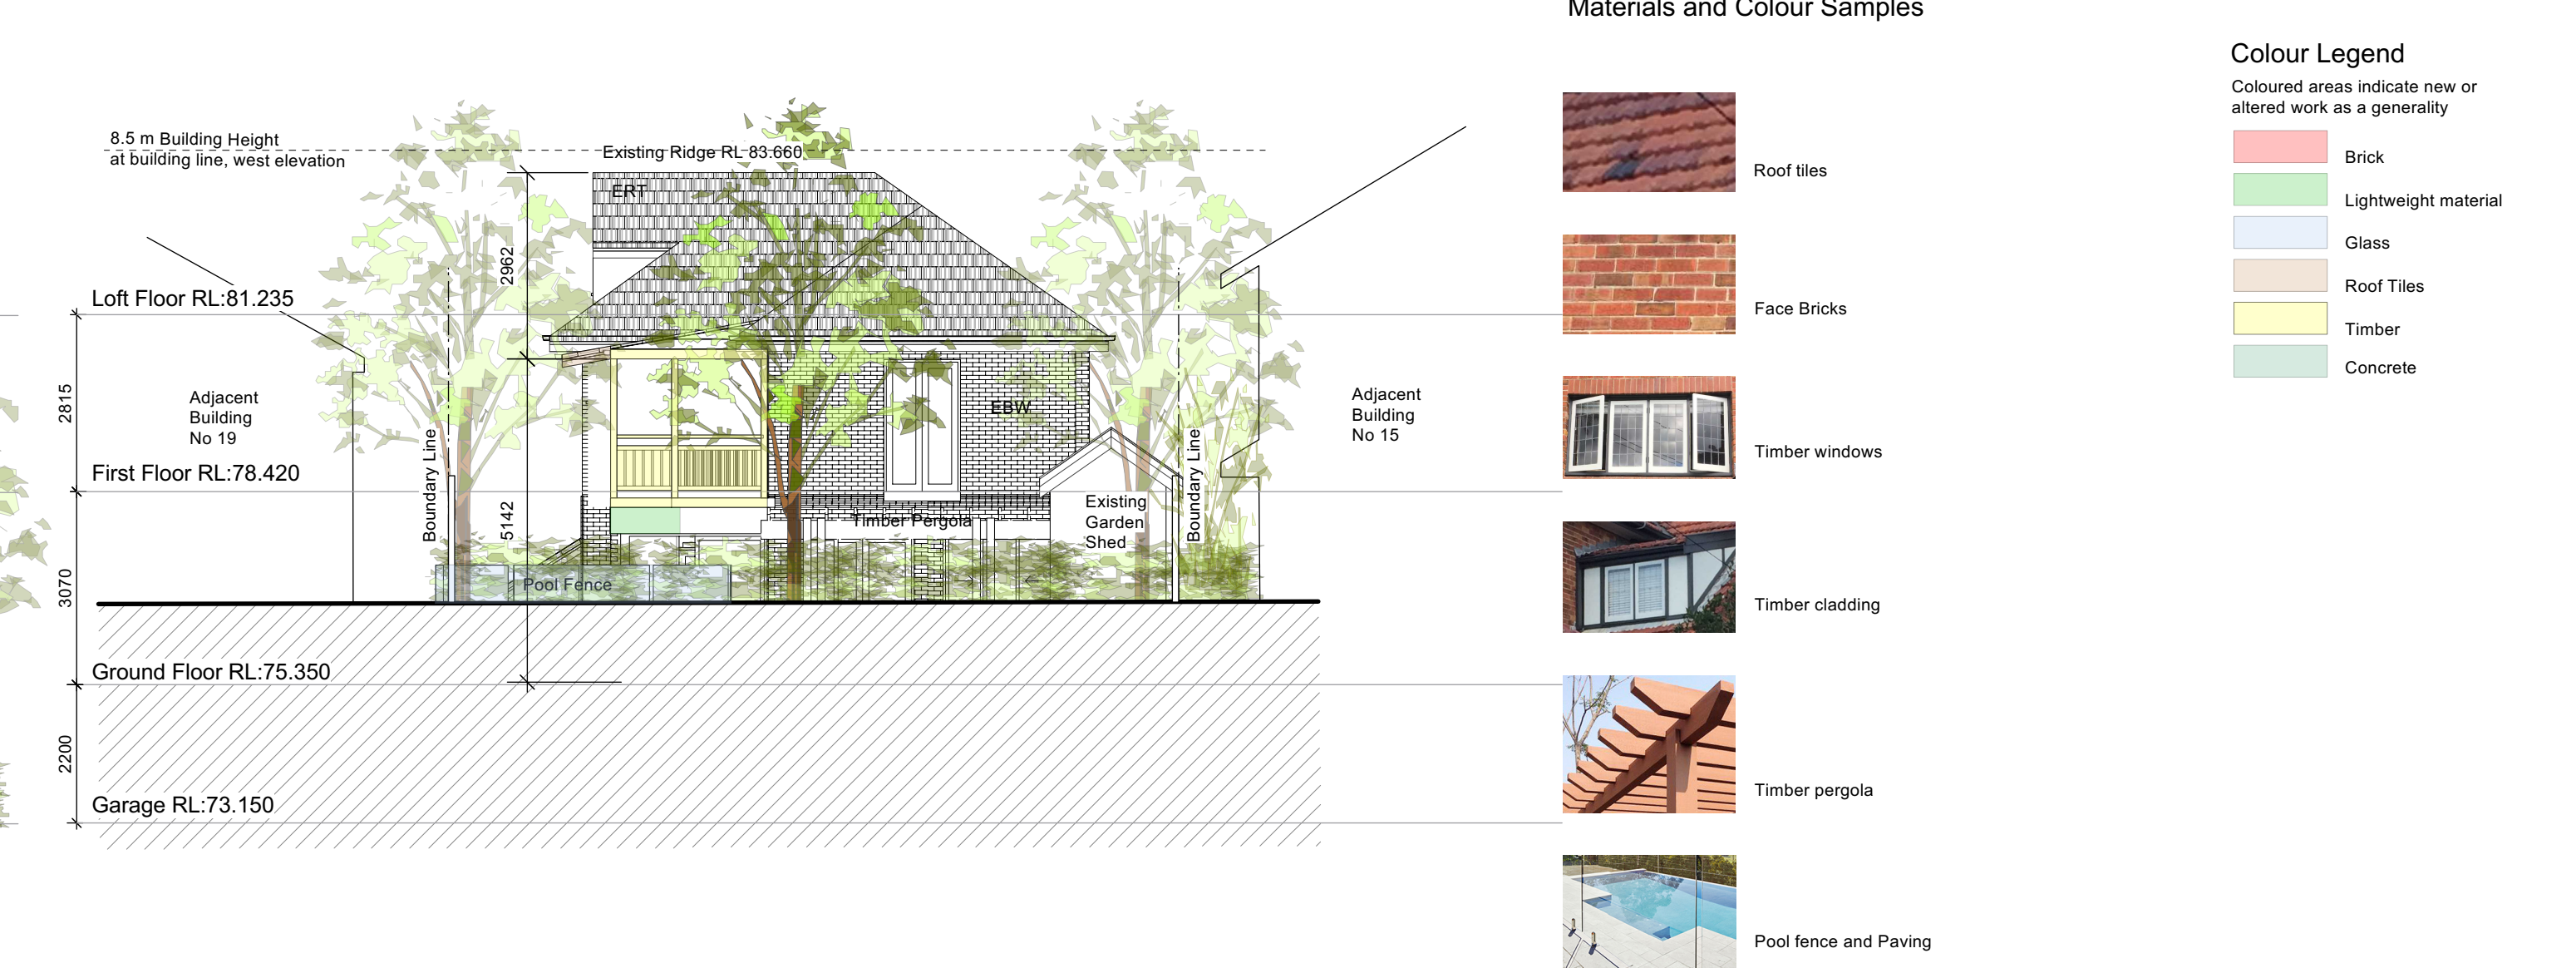 Materials and Colour Samples
Colour Legend
Coloured areas indicate new or
altered work as a generality
Brick
Lightweight material
Glass
Roof Tiles
Timber
Concrete
8.5 m Building Height
at building line, west elevation
Existing Ridge RL 83.660
ERT
2962
Loft Floor RL:81.235
2815
Adjacent
Building
No 19
Boundary Line
First Floor RL:78.420
5142
EBW
Timber Pergola
Existing
Garden
Shed
Boundary Line
Adjacent
Building
No 15
3070
Pool Fence
Ground Floor RL:75.350
2200
Garage RL:73.150
Roof tiles
Face Bricks
Timber windows
Timber cladding
Timber pergola
Pool fence and Paving